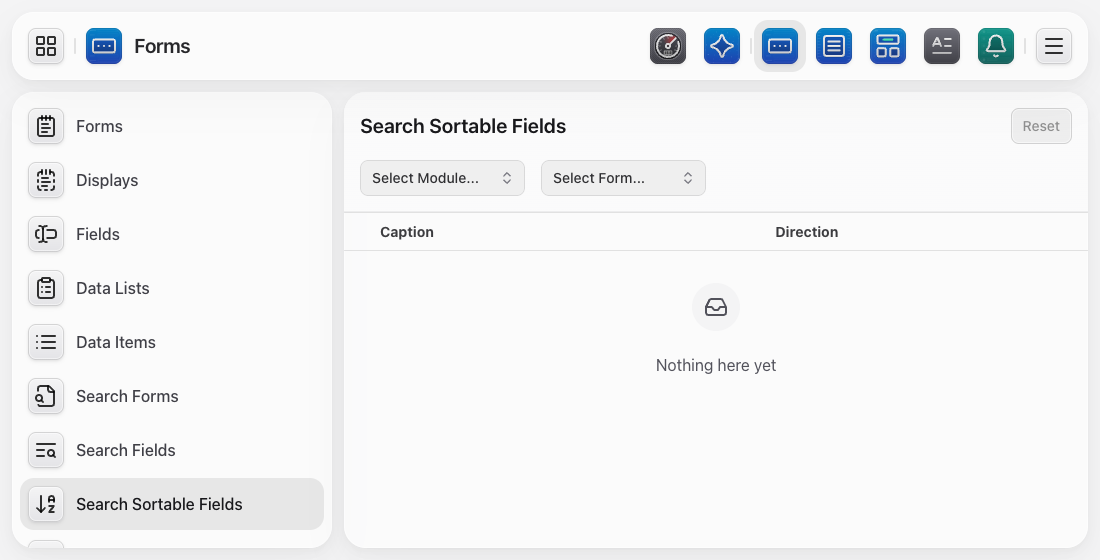 Forms
Forms
Displays
Fields
Data Lists
Data Items
Search Forms
Search Fields
Search Sortable Fields
Search Sortable Fields
Reset
Select Module...
Select Form...
Caption
Direction
Nothing here yet